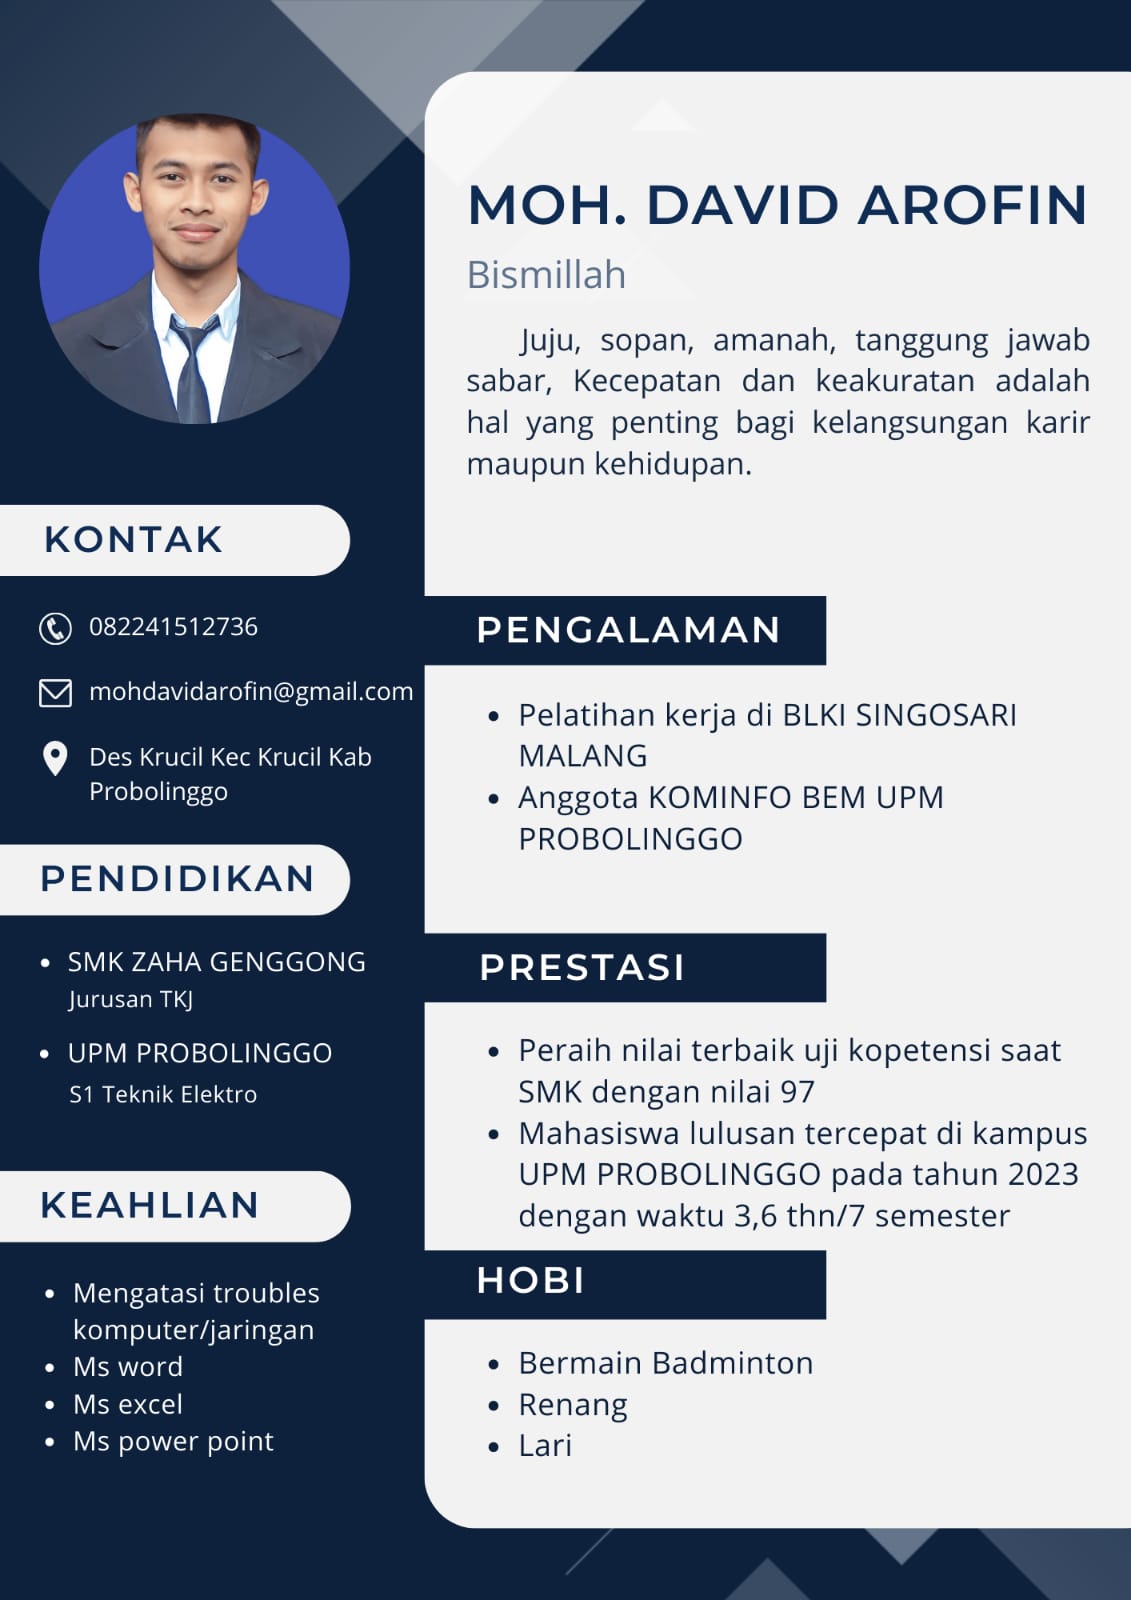 MOH. DAVID AROFIN
Bismillah
Juju, sopan, amanah, tanggung jawab
sabar, Kecepatan dan keakuratan adalah
hal yang penting bagi kelangsungan karir
maupun kehidupan.
KONTAK
082241512736
mohdavidarofin@gmail.com
Des Krucil Kec Krucil Kab
Probolinggo
PENDIDIKAN
• SMK ZAHA GENGGONG
Jurusan TKJ
• UPM PROBOLINGGO
S1 Teknik Elektro
KEAHLIAN
• Mengatasi troubles
komputer/jaringan
• Ms word
• Ms excel
• Ms power point
PENGALAMAN
• Pelatihan kerja di BLKI SINGOSARI
MALANG
• Anggota KOMINFO BEM UPM
PROBOLINGGO
PRESTASI
• Peraih nilai terbaik uji kopetensi saat
SMK dengan nilai 97
• Mahasiswa lulusan tercepat di kampus
UPM PROBOLINGGO pada tahun 2023
dengan waktu 3,6 thn/7 semester
HOBI
• Bermain Badminton
• Renang
• Lari